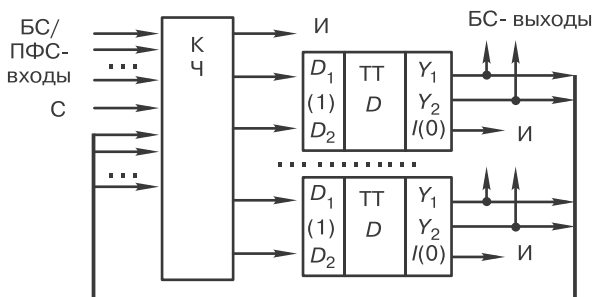 БС/
ПФС-
входы
С
К
Ч
И
БС- выходы
D₁ ТТ Y₁
(1) D Y₂
D₂ I(0)
И
D₁ ТТ Y₁
(1) D Y₂
D₂ I(0)
И